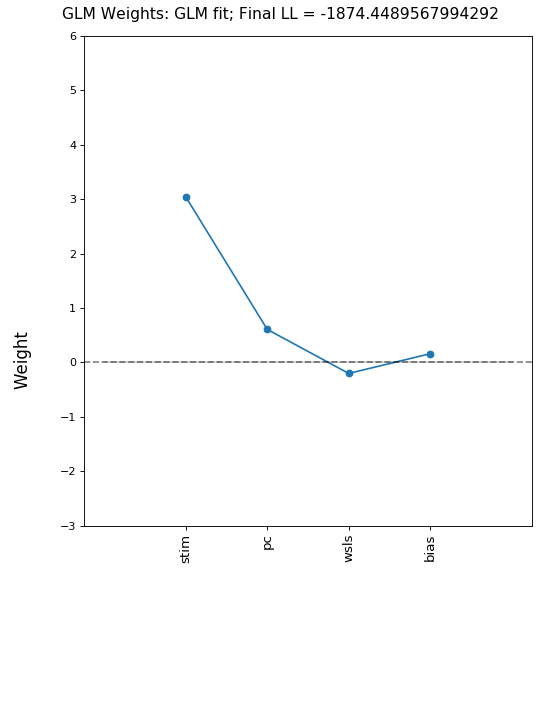 GLM Weights: GLM fit; Final LL = -1874.4489567994292
6
5
4
3
2
1
0
−1
−2
−3
Weight
stim
pc
wsls
bias